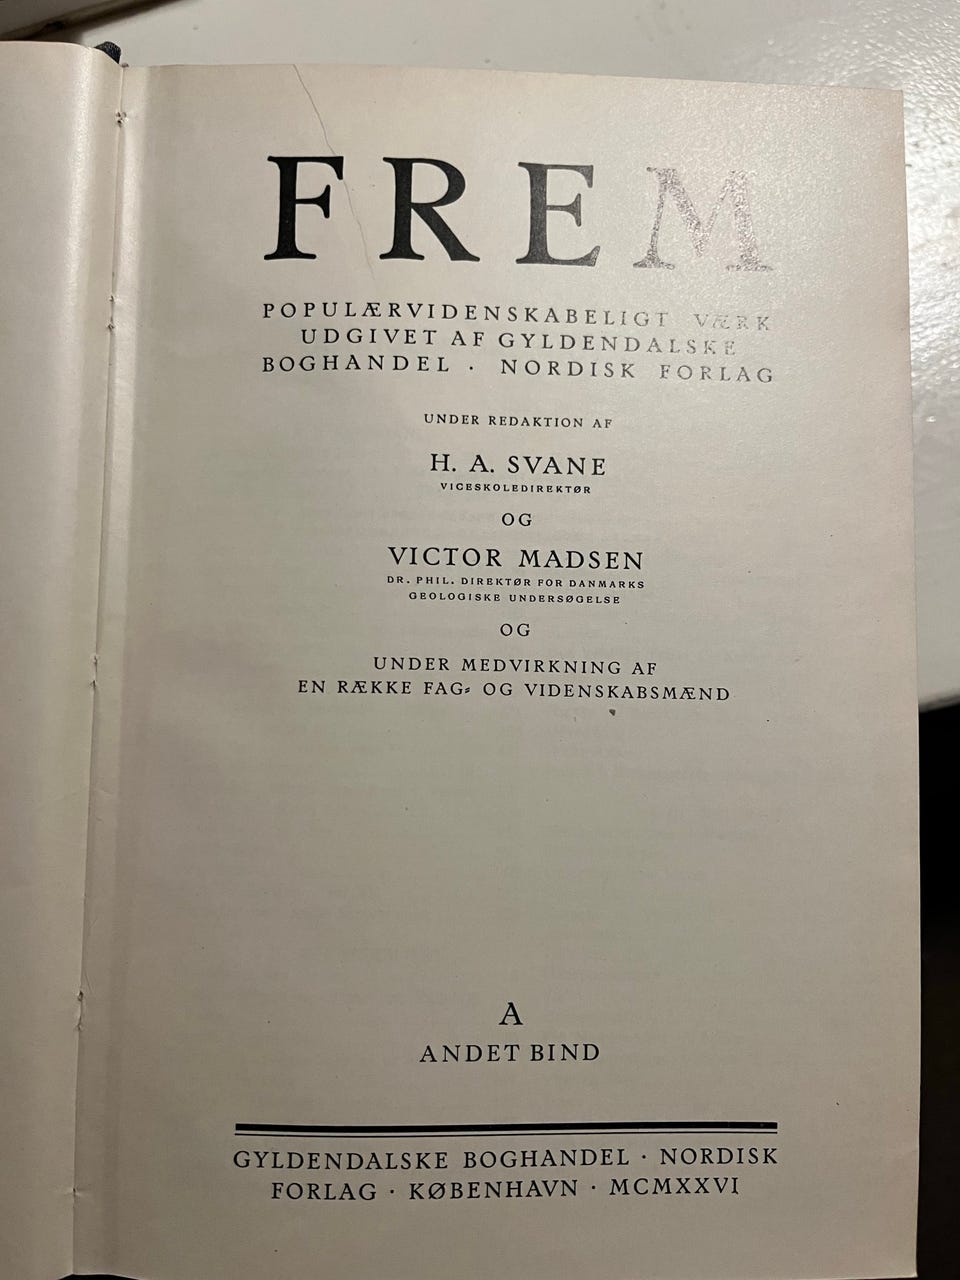 FREM
POPULÆRVIDENSKABELIGT VÆRK
UDGIVET AF GYLDENDALSKE
BOGHANDEL · NORDISK FORLAG
UNDER REDAKTION AF
H. A. SVANE
VICESKOLEDIREKTØR
OG
VICTOR MADSEN
DR. PHIL. DIREKTØR FOR DANMARKS
GEOLOGISKE UNDERSØGELSE
OG
UNDER MEDVIRKNING AF
EN RÆKKE FAG⸗ OG VIDENSKABSMÆND
A
ANDET BIND
GYLDENDALSKE BOGHANDEL · NORDISK
FORLAG · KØBENHAVN · MCMXXVI